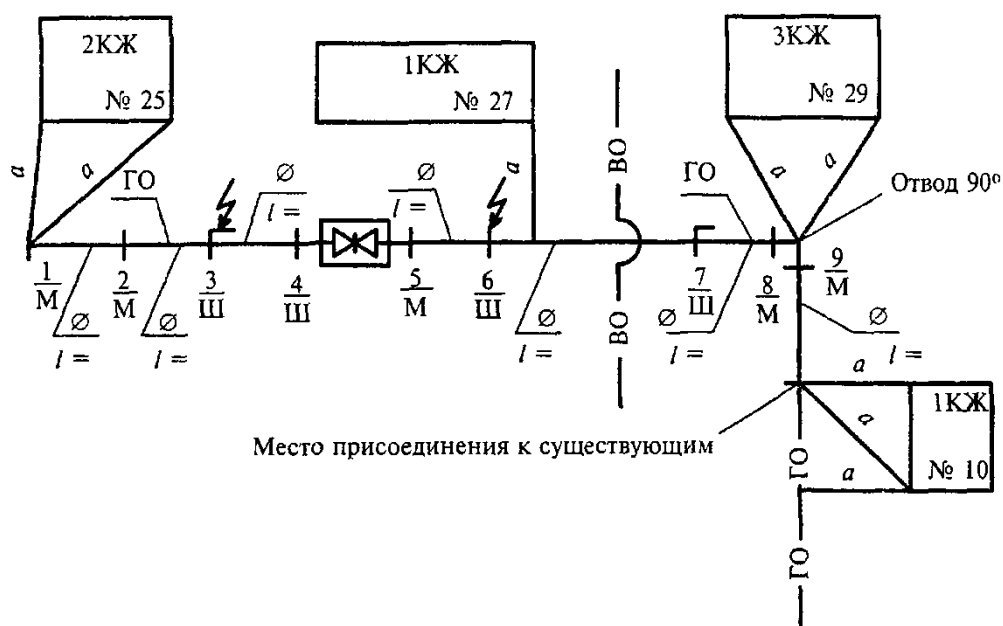 2КЖ
№ 25
1КЖ
№ 27
3КЖ
№ 29
a
a
ГО
∅
l =
∅
l =
a
ВО
ВО
ГО
a
a
Отвод 90°
1/М
2/М
3/Ш
4/Ш
5/М
6/Ш
7/Ш
8/М
9/М
∅
l =
∅
l =
∅
l =
∅
l =
∅
l =
a
1КЖ
№ 10
a
a
Место присоединения к существующим
ГО
ГО